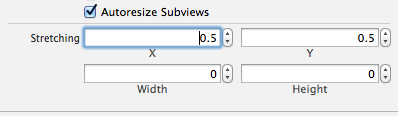 Autoresize Subviews
Stretching 0.5 0.5
X Y
0 0
Width Height